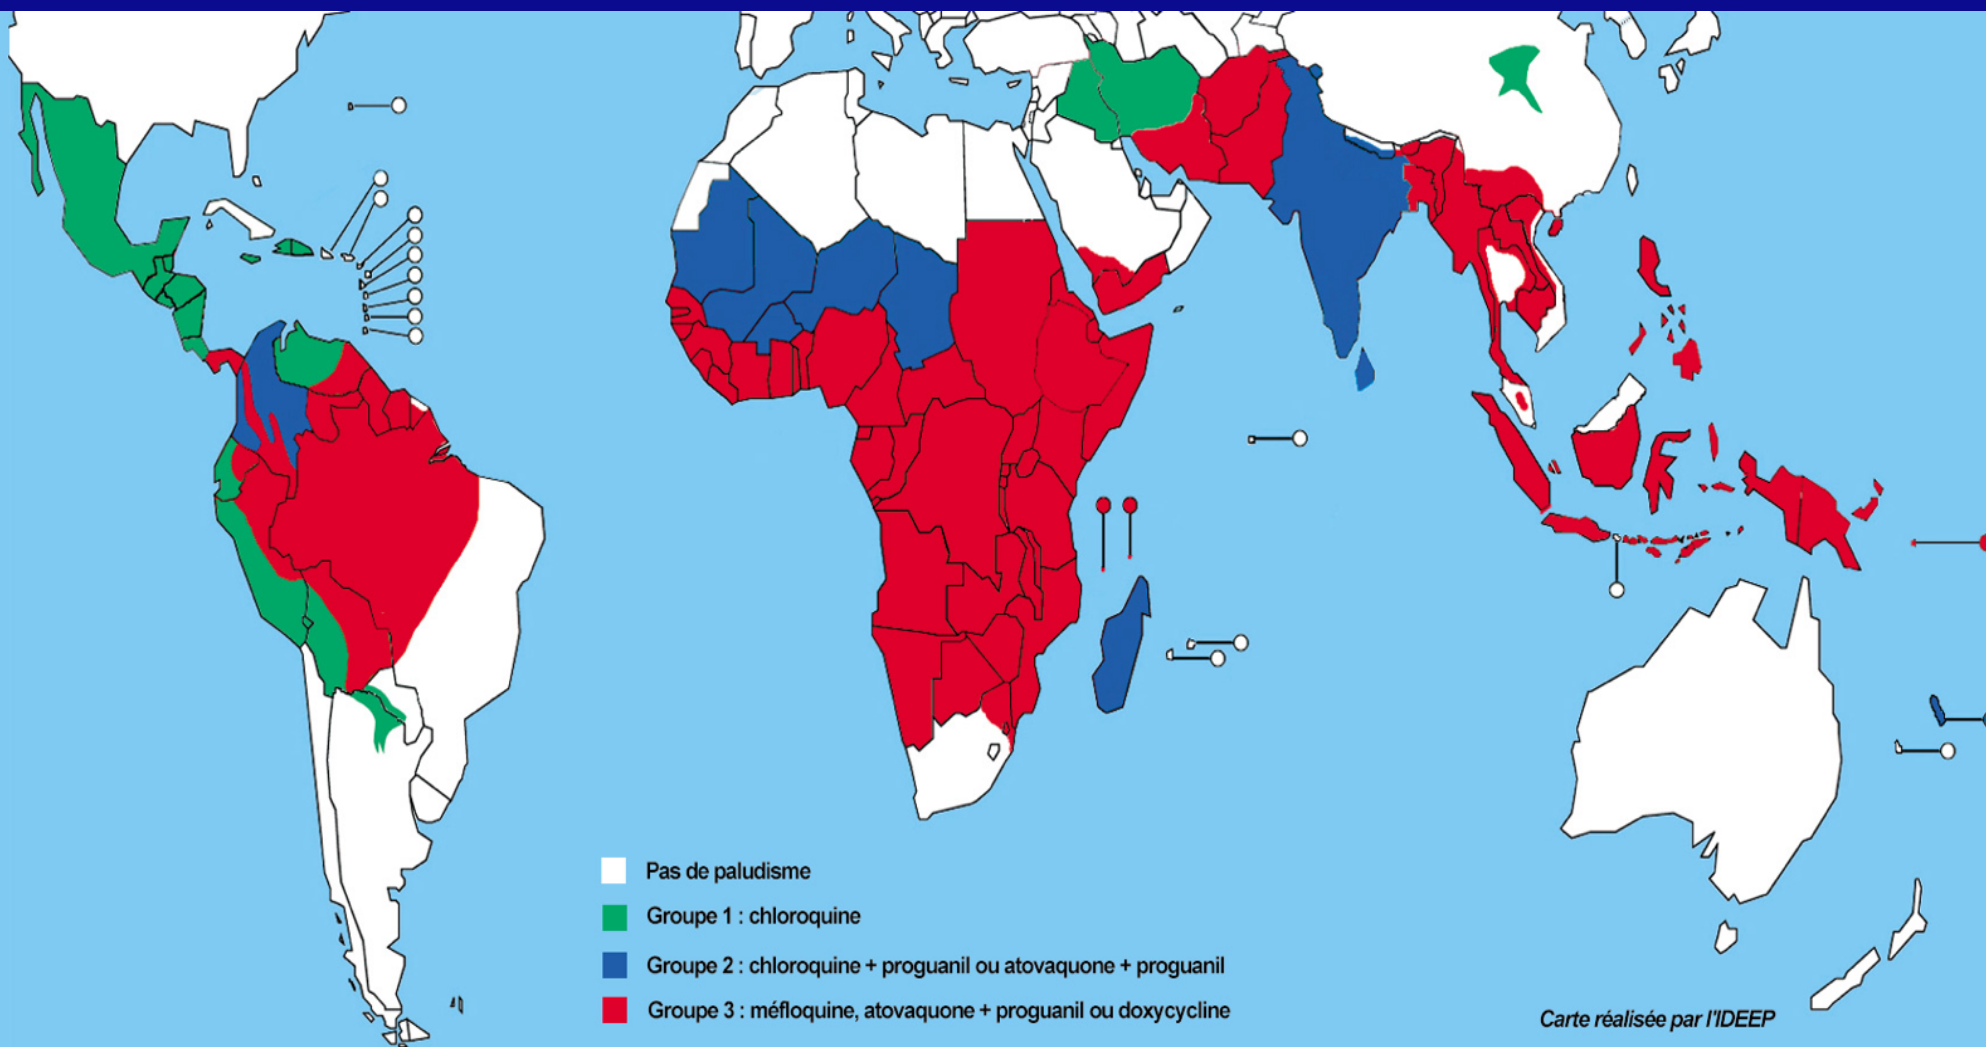 Pas de paludisme
Groupe 1 : chloroquine
Groupe 2 : chloroquine + proguanil ou atovaquone + proguanil
Groupe 3 : méfloquine, atovaquone + proguanil ou doxycycline
Carte réalisée par l'IDEEP